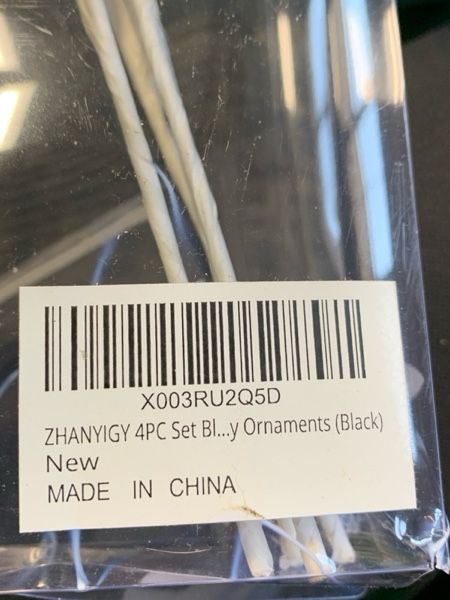 X003RU2Q5D
ZHANYIGY 4PC Set Bl...y Ornaments (Black)
New
MADE IN CHINA